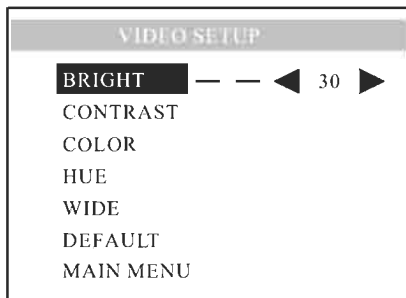 VIDEO SETUP
BRIGHT 30
CONTRAST
COLOR
HUE
WIDE
DEFAULT
MAIN MENU